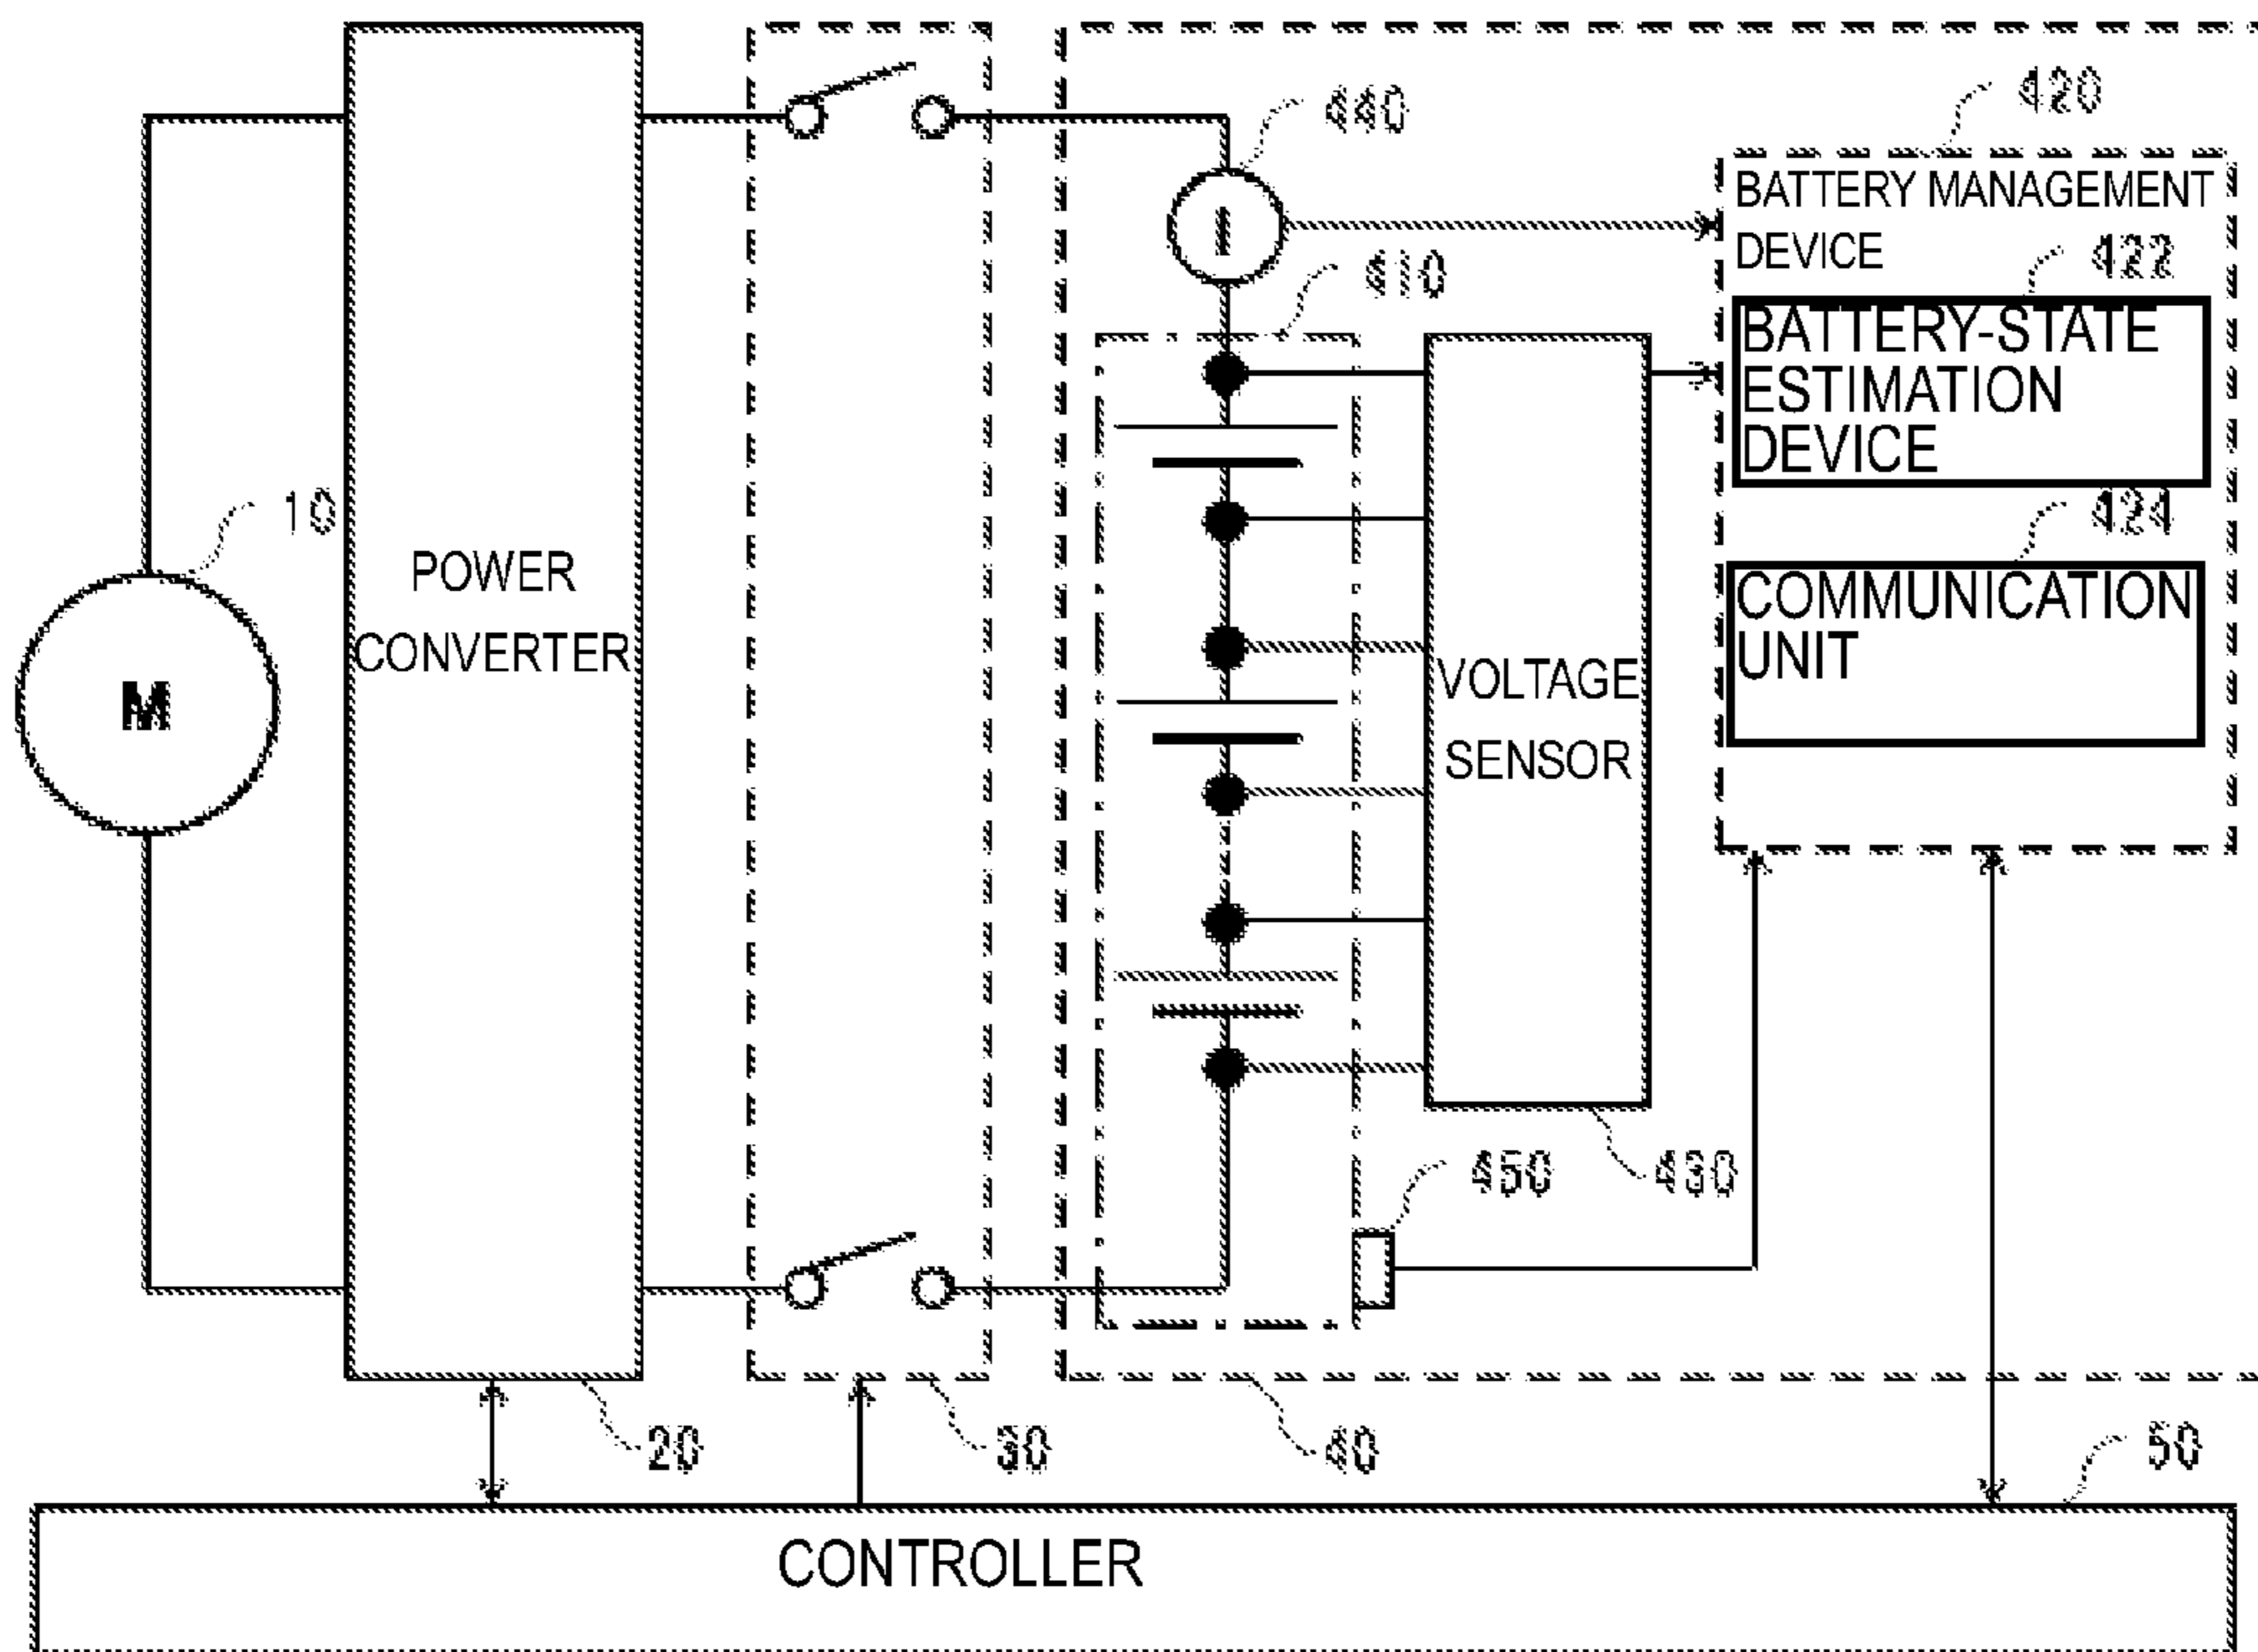 440
420
BATTERY MANAGEMENT
DEVICE
I
410
422
BATTERY-STATE
ESTIMATION
DEVICE
10
424
POWER
CONVERTER
COMMUNICATION
UNIT
M
VOLTAGE
SENSOR
450
430
20
30
40
50
CONTROLLER